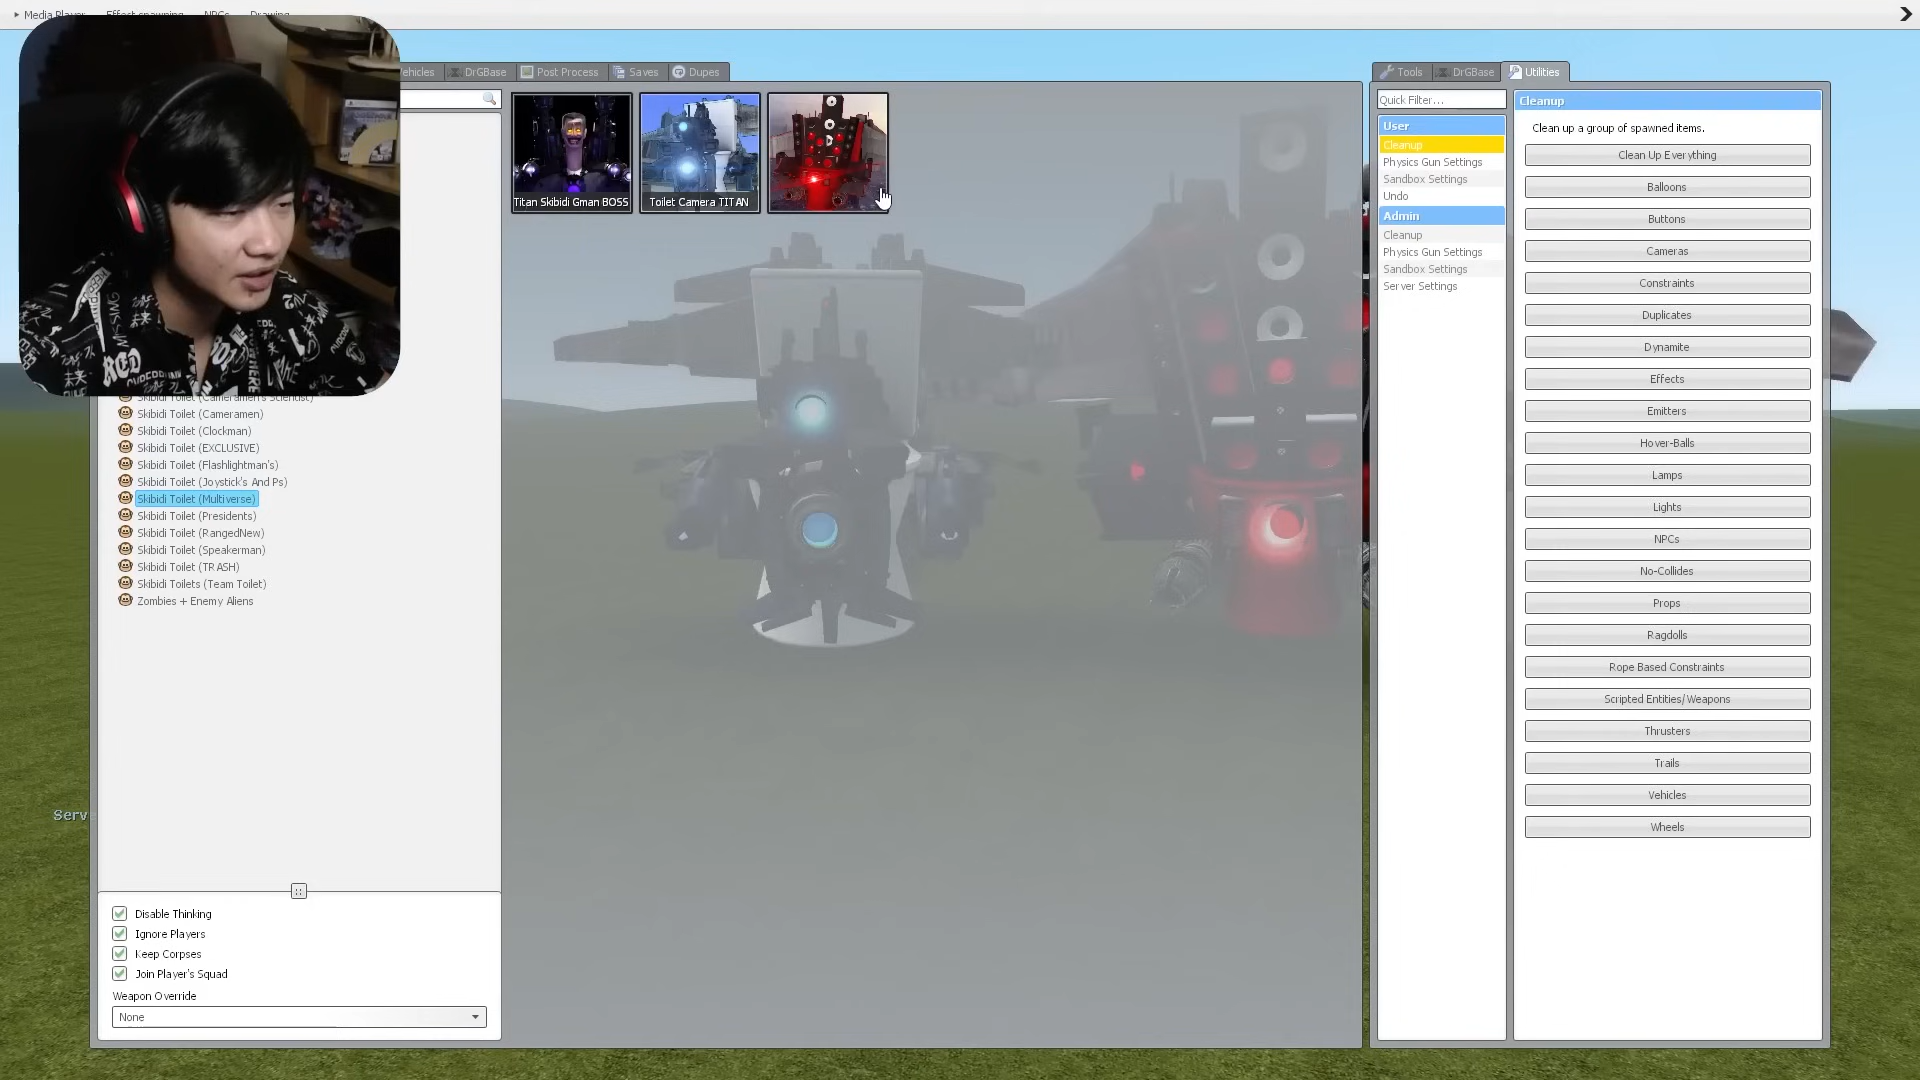 Media Player Effect spawning NPCs Drawing
Vehicles DrGBase Post Process Saves Dupes
Titan Skibidi Gman BOSS
Toilet Camera TITAN
Skibidi Toilet (Cameramen's Scientist)
Skibidi Toilet (Cameramen)
Skibidi Toilet (Clockman)
Skibidi Toilet (EXCLUSIVE)
Skibidi Toilet (Flashlightman's)
Skibidi Toilet (Joystick's And Ps)
Skibidi Toilet (Multiverse)
Skibidi Toilet (Presidents)
Skibidi Toilet (RangedNew)
Skibidi Toilet (Speakerman)
Skibidi Toilet (TRASH)
Skibidi Toilets (Team Toilet)
Zombies + Enemy Aliens
Serv
Disable Thinking
Ignore Players
Keep Corpses
Join Player's Squad
Weapon Override
None
Tools DrGBase Utilities
Quick Filter...
User
Cleanup
Physics Gun Settings
Sandbox Settings
Undo
Admin
Cleanup
Physics Gun Settings
Sandbox Settings
Server Settings
Cleanup
Clean up a group of spawned items.
Clean Up Everything
Balloons
Buttons
Cameras
Constraints
Duplicates
Dynamite
Effects
Emitters
Hover-Balls
Lamps
Lights
NPCs
No-Collides
Props
Ragdolls
Rope Based Constraints
Scripted Entities/Weapons
Thrusters
Trails
Vehicles
Wheels
RED